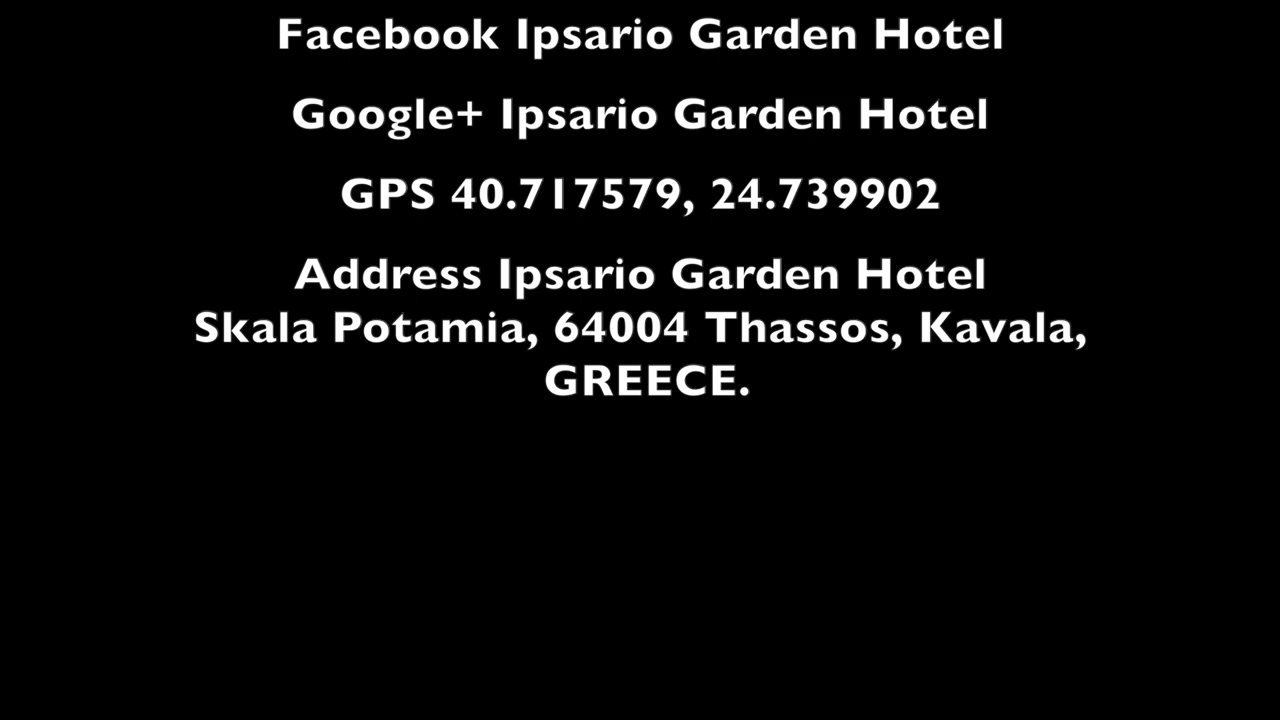 Facebook Ipsario Garden Hotel
Google+ Ipsario Garden Hotel
GPS 40.717579, 24.739902
Address Ipsario Garden Hotel
Skala Potamia, 64004 Thassos, Kavala,
GREECE.